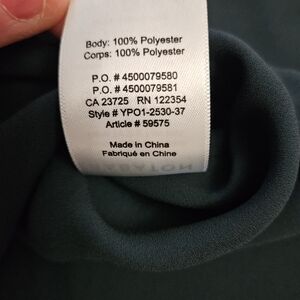 Body: 100% Polyester
Corps: 100% Polyester
P.O. # 4500079580
P.O. # 4500079581
CA 23725 RN 122354
Style # YPO1-2530-37
Article # 59575
Made in China
Fabriqué en Chine